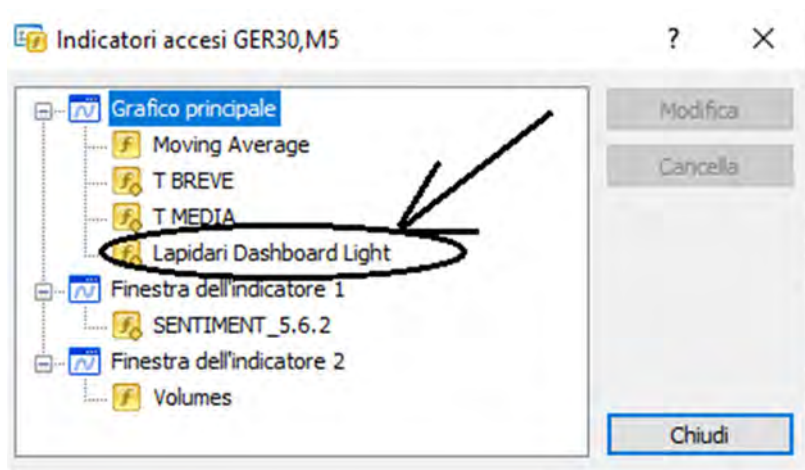 Indicatori accesi GER30,M5
?
Grafico principale
Moving Average
T BREVE
T MEDIA
Lapidari Dashboard Light
Finestra dell'indicatore 1
SENTIMENT_5.6.2
Finestra dell'indicatore 2
Volumes
Modifica
Cancella
Chiudi